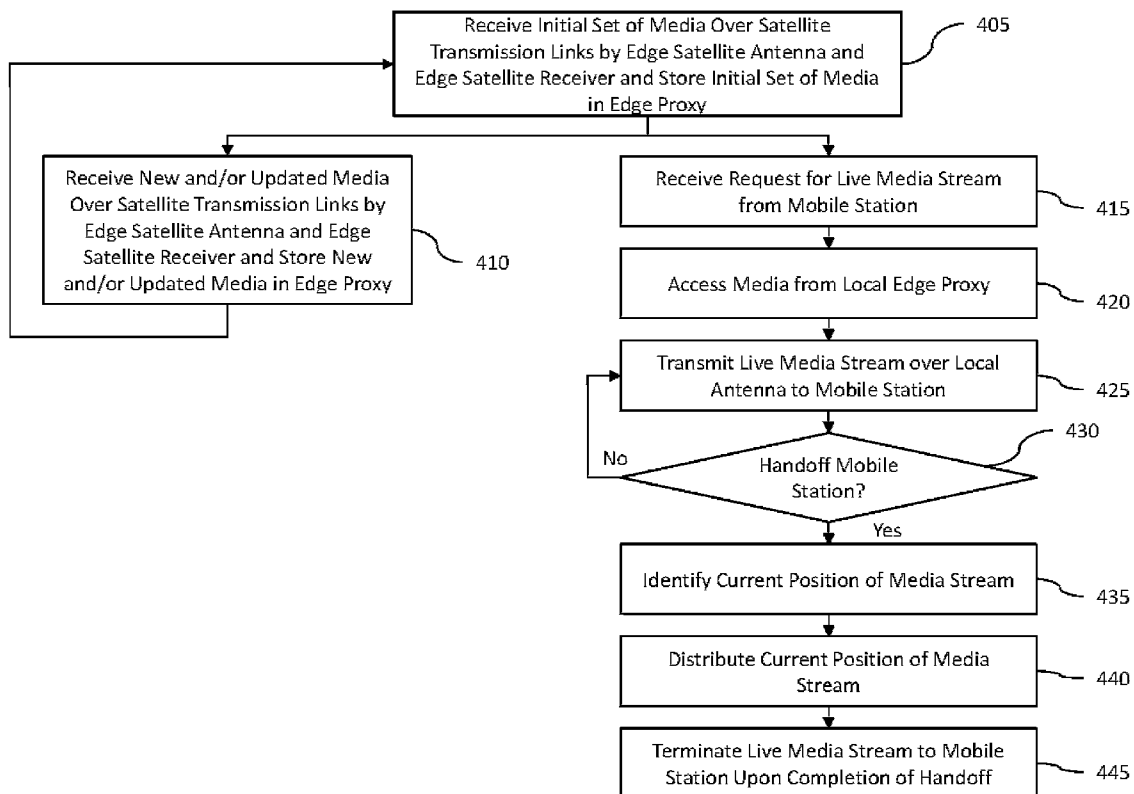 Receive Initial Set of Media Over Satellite
Transmission Links by Edge Satellite Antenna and
Edge Satellite Receiver and Store Initial Set of Media
in Edge Proxy
405
Receive New and/or Updated Media
Over Satellite Transmission Links by
Edge Satellite Antenna and Edge
Satellite Receiver and Store New
and/or Updated Media in Edge Proxy
410
Receive Request for Live Media Stream
from Mobile Station
415
Access Media from Local Edge Proxy
420
Transmit Live Media Stream over Local
Antenna to Mobile Station
425
430
No
Handoff Mobile
Station?
Yes
Identify Current Position of Media Stream
435
Distribute Current Position of Media
Stream
440
Terminate Live Media Stream to Mobile
Station Upon Completion of Handoff
445